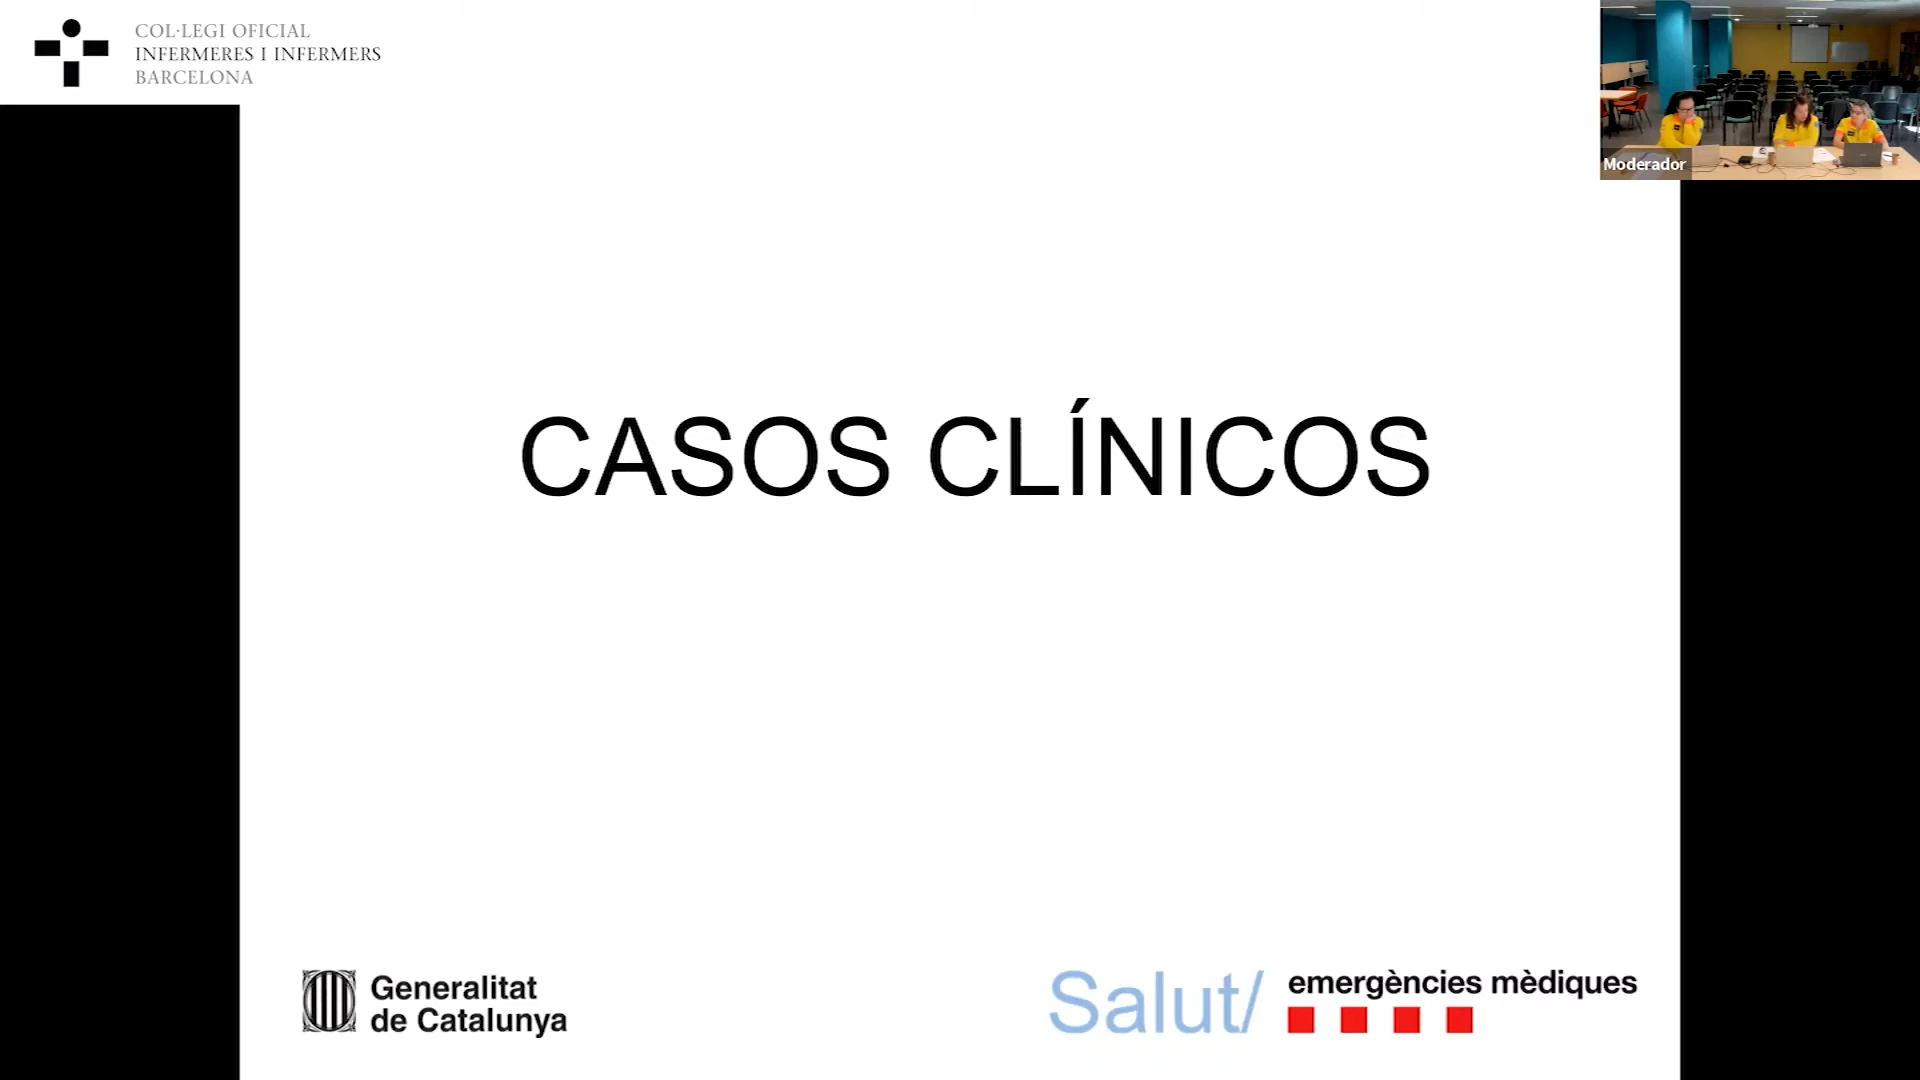 COL·LEGI OFICIAL
INFERMERES I INFERMERS
BARCELONA
Moderador
CASOS CLÍNICOS
Generalitat
de Catalunya
Salut/
emergències mèdiques